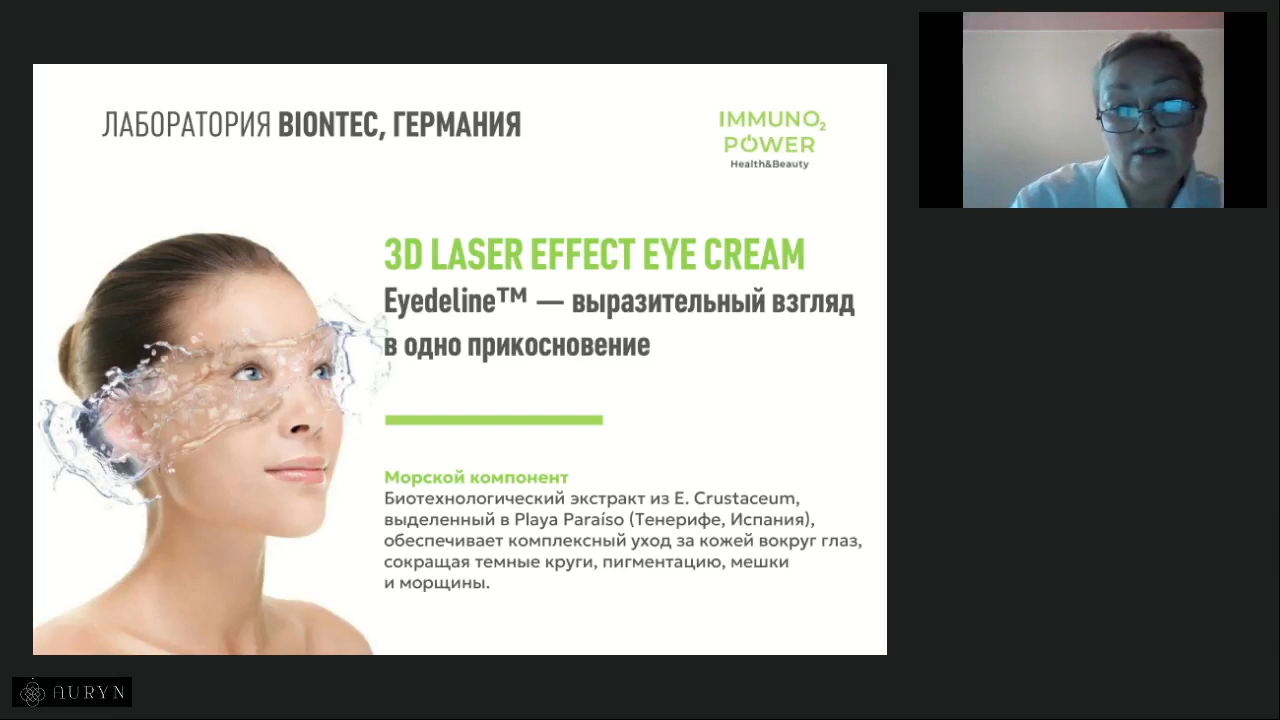 ЛАБОРАТОРИЯ BIONTEC, ГЕРМАНИЯ
IMMUNO2
POWER
Health&Beauty
3D LASER EFFECT EYE CREAM
Eyedeline™ — выразительный взгляд
в одно прикосновение
Морской компонент
Биотехнологический экстракт из E. Crustaceum,
выделенный в Playa Paraíso (Тенерифе, Испания),
обеспечивает комплексный уход за кожей вокруг глаз,
сокращая темные круги, пигментацию, мешки
и морщины.
AURYN